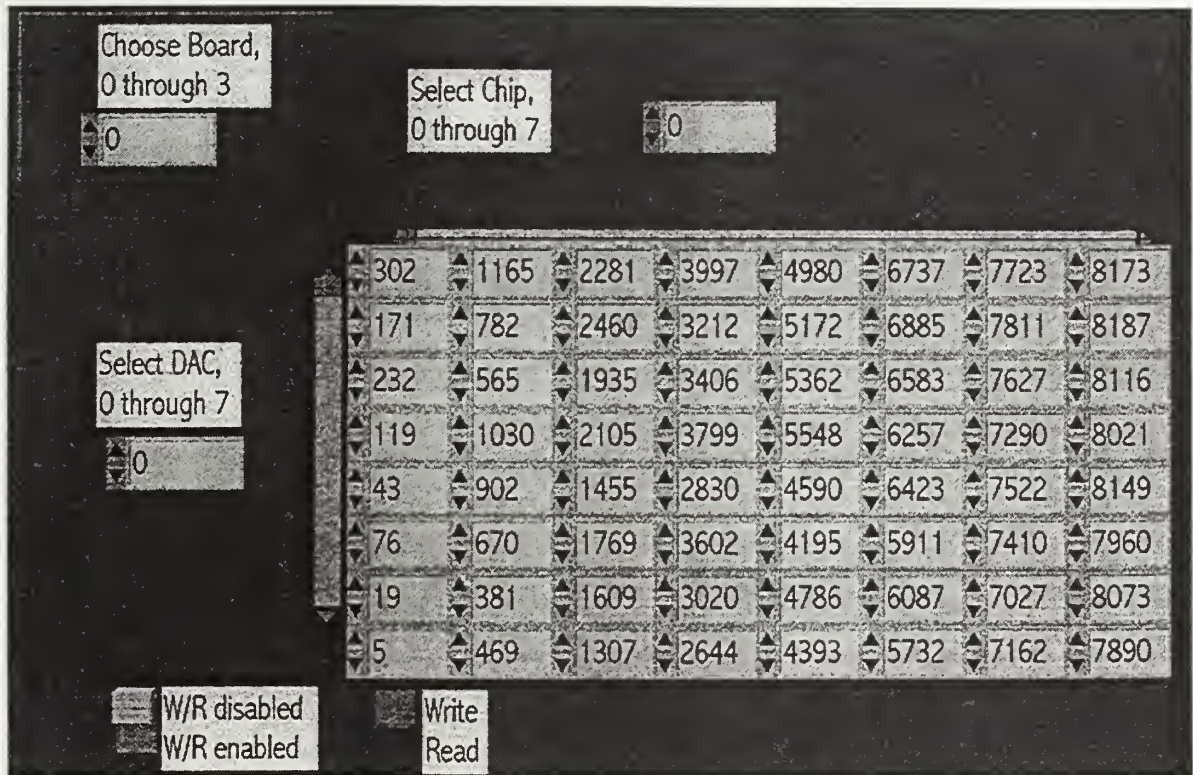 Choose Board,
0 through 3
0
Select Chip,
0 through 7
0
302 1165 2281 3997 4980 6737 7723 8173
171 782 2460 3212 5172 6885 7811 8187
232 565 1935 3406 5362 6583 7627 8116
119 1030 2105 3799 5548 6257 7290 8021
43 902 1455 2830 4590 6423 7522 8149
76 670 1769 3602 4195 5911 7410 7960
19 381 1609 3020 4786 6087 7027 8073
5 469 1307 2644 4393 5732 7162 7890
Select DAC,
0 through 7
0
W/R disabled
W/R enabled
Write
Read